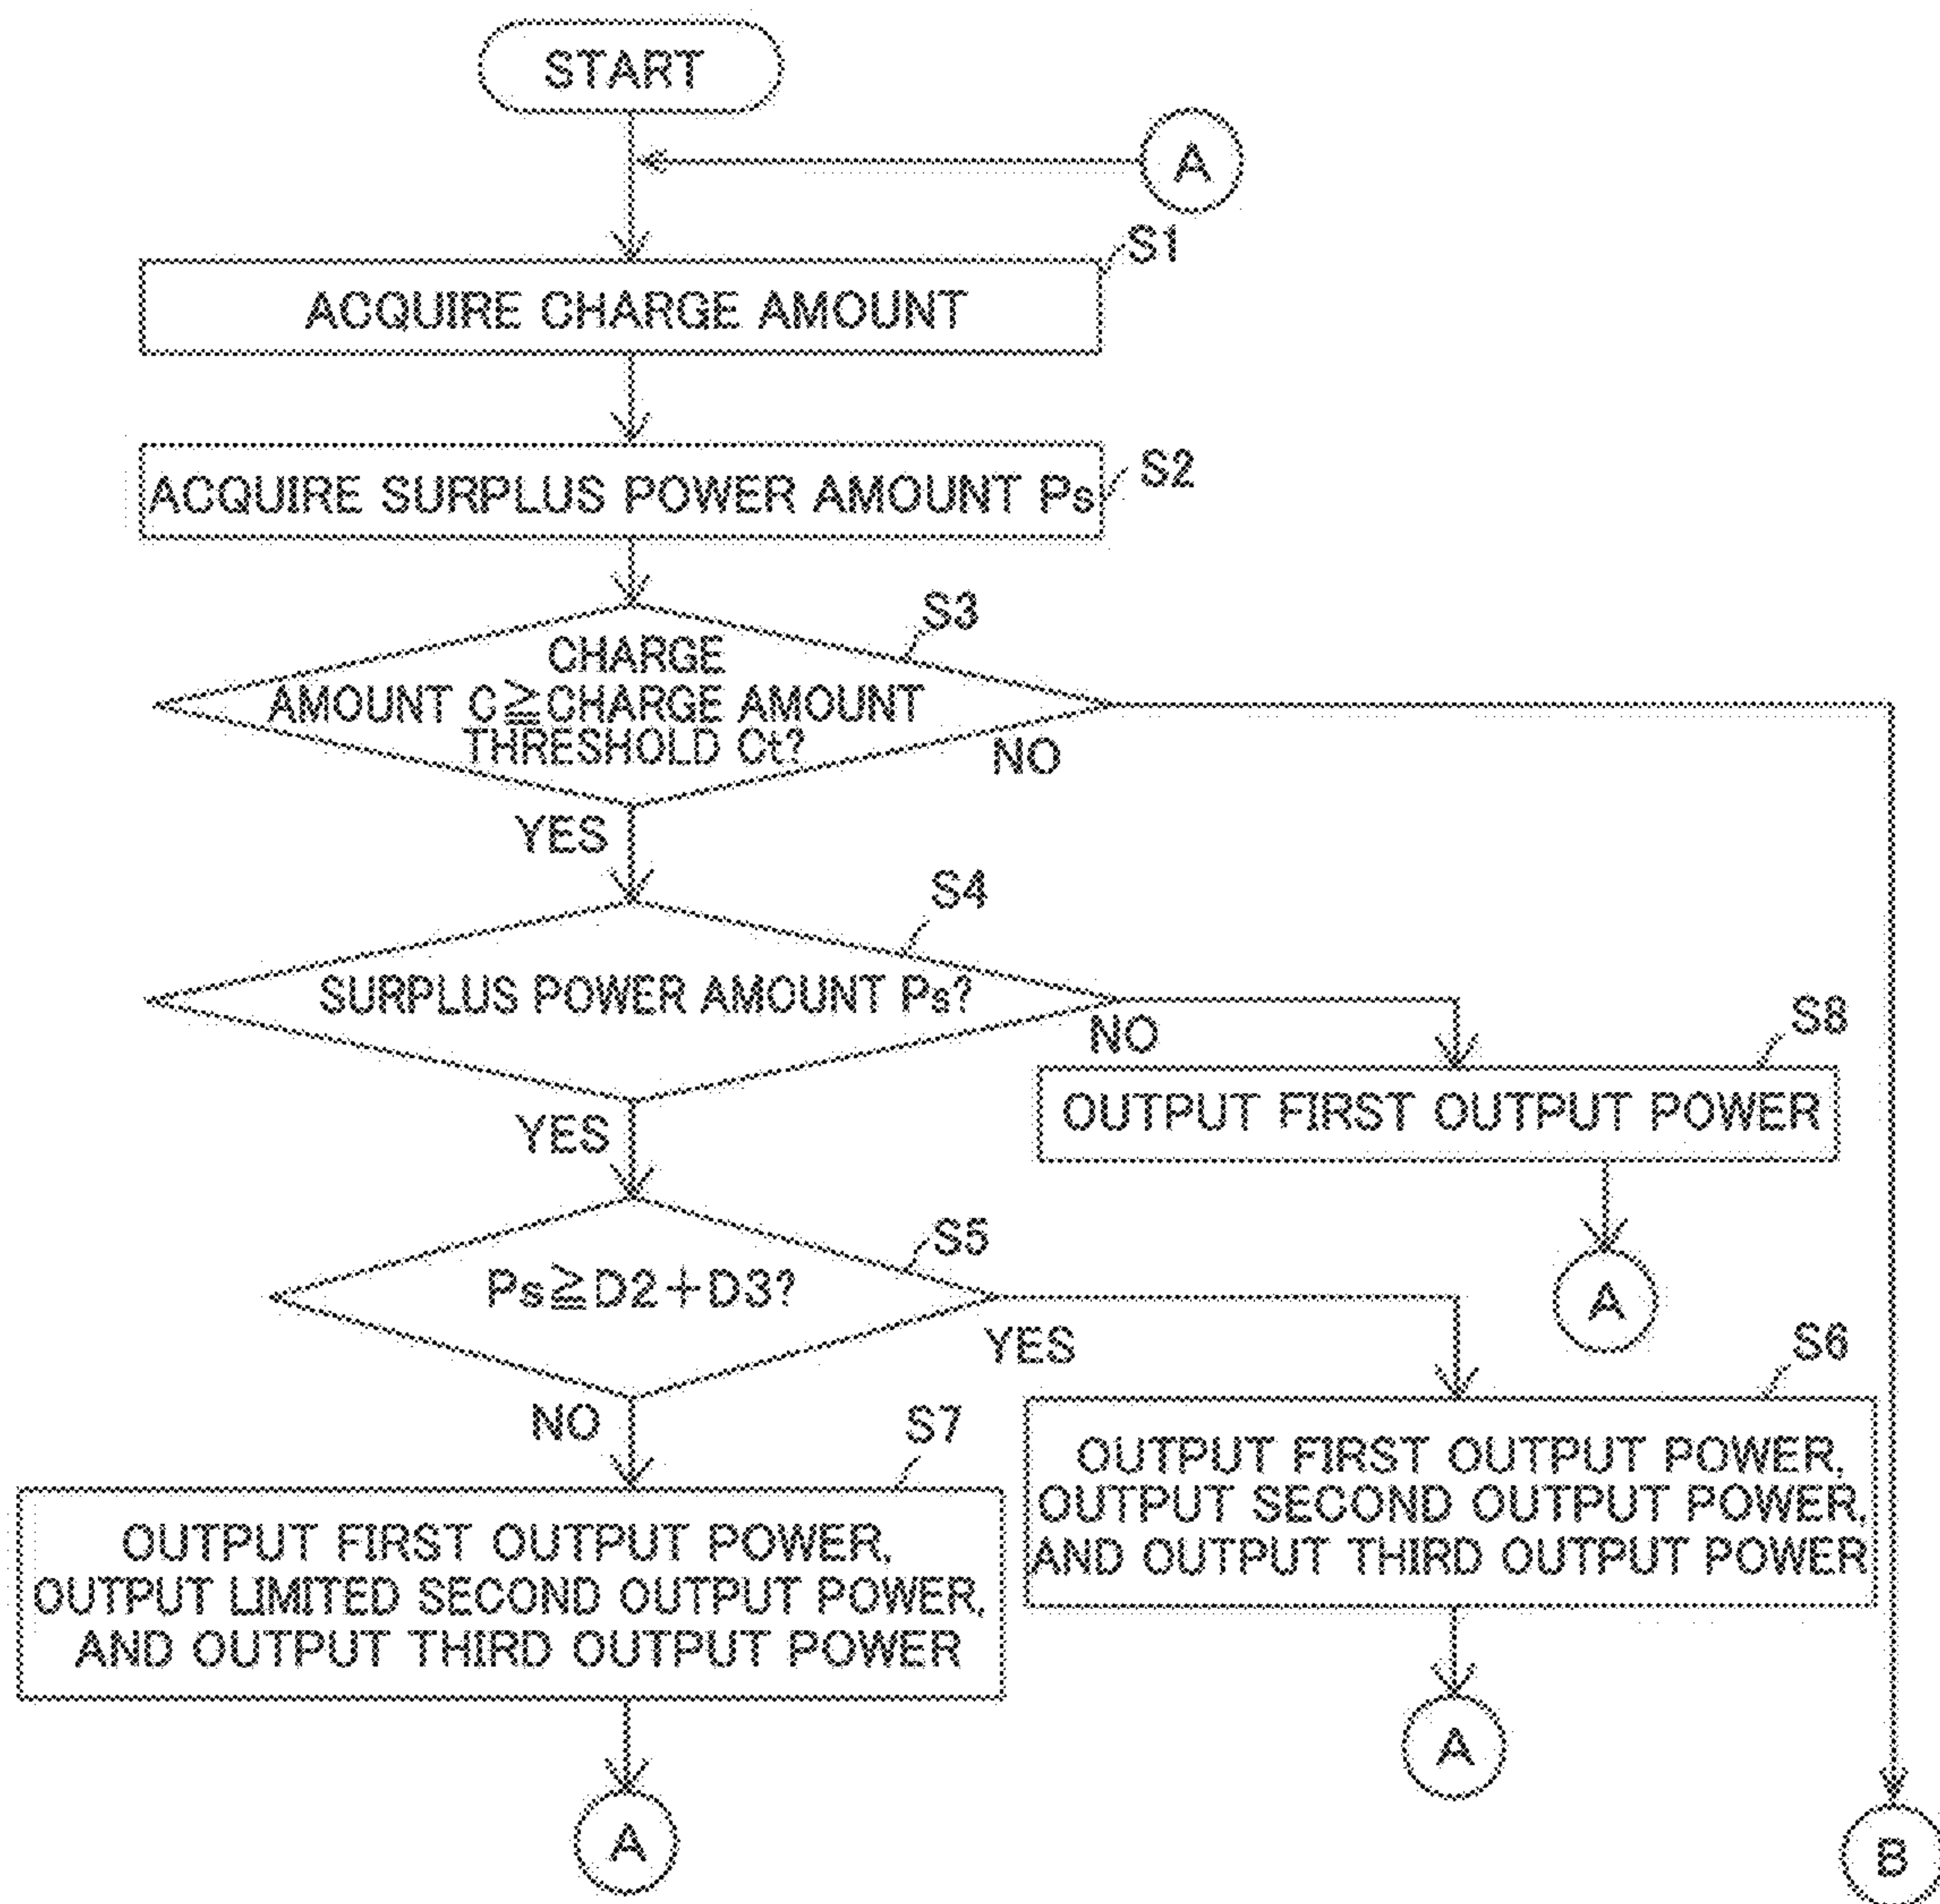 START
A
S1
ACQUIRE CHARGE AMOUNT
S2
ACQUIRE SURPLUS POWER AMOUNT Ps
S3
CHARGE
AMOUNT C≧CHARGE AMOUNT
THRESHOLD Ct?
NO
YES
S4
SURPLUS POWER AMOUNT Ps?
NO
YES
S8
OUTPUT FIRST OUTPUT POWER
A
S5
Ps≧D2+D3?
YES
NO
S6
OUTPUT FIRST OUTPUT POWER,
OUTPUT SECOND OUTPUT POWER,
AND OUTPUT THIRD OUTPUT POWER
A
S7
OUTPUT FIRST OUTPUT POWER,
OUTPUT LIMITED SECOND OUTPUT POWER,
AND OUTPUT THIRD OUTPUT POWER
A
B